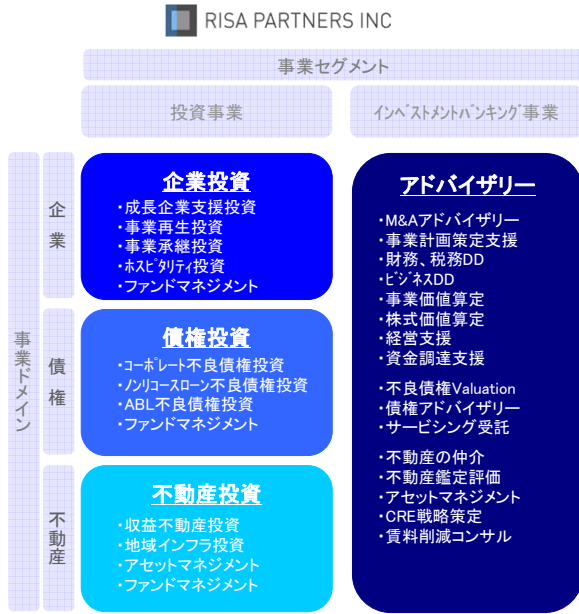 RISA PARTNERS INC
事業セグメント
投資事業
インベストメントバンキング事業
事業ドメイン
企業
企業投資
・成長企業支援投資
・事業再生投資
・事業承継投資
・ホスピタリティ投資
・ファンドマネジメント
債権
債権投資
・コーポレート不良債権投資
・ノンリコースローン不良債権投資
・ABL不良債権投資
・ファンドマネジメント
不動産
不動産投資
・収益不動産投資
・地域インフラ投資
・アセットマネジメント
・ファンドマネジメント
アドバイザリー
・M&Aアドバイザリー
・事業計画策定支援
・財務、税務DD
・ビジネスDD
・事業価値算定
・株式価値算定
・経営支援
・資金調達支援
・不良債権Valuation
・債権アドバイザリー
・サービシング受託
・不動産の仲介
・不動産鑑定評価
・アセットマネジメント
・CRE戦略策定
・賃料削減コンサル